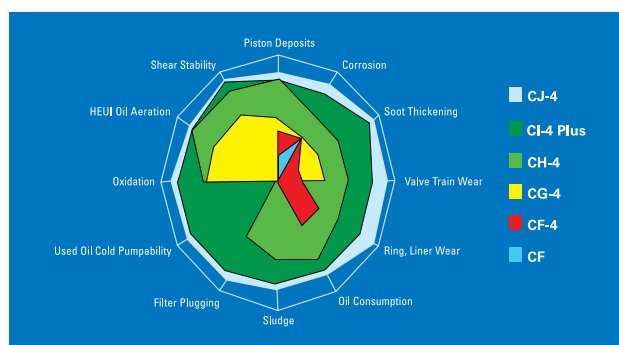 Piston Deposits
Corrosion
Soot Thickening
Valve Train Wear
Ring, Liner Wear
Oil Consumption
Sludge
Filter Plugging
Used Oil Cold Pumpability
Oxidation
HEUI Oil Aeration
Shear Stability
CJ-4
CI-4 Plus
CH-4
CG-4
CF-4
CF